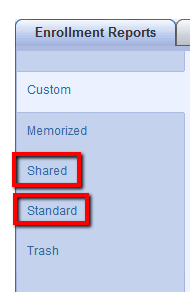 Enrollment Reports
Custom
Memorized
Shared
Standard
Trash